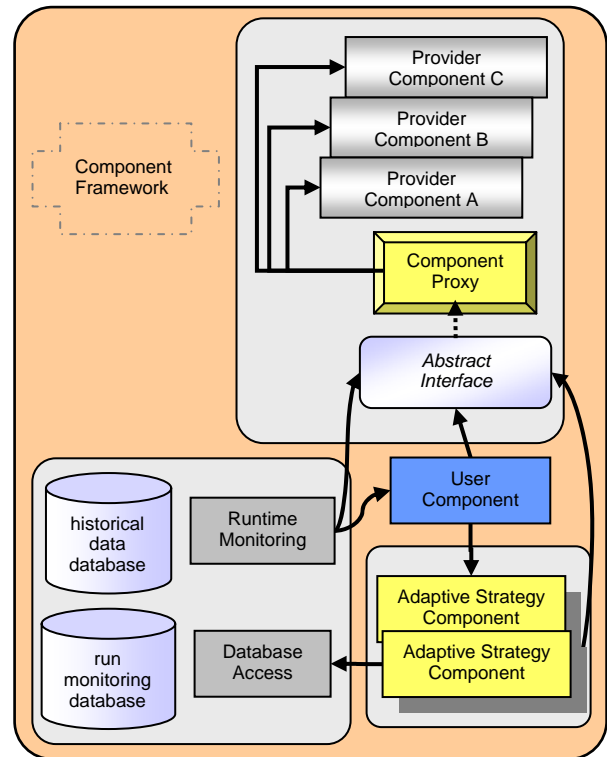 Provider
Component C
Provider
Component B
Provider
Component A
Component
Framework
Component
Proxy
Abstract
Interface
User
Component
historical
data
database
Runtime
Monitoring
run
monitoring
database
Database
Access
Adaptive Strategy
Component
Adaptive Strategy
Component